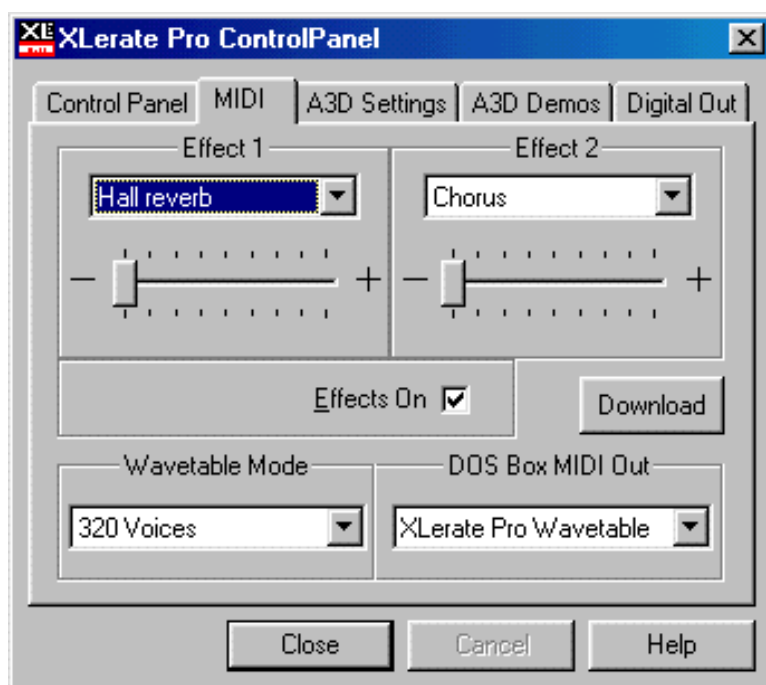 XLerate Pro ControlPanel
Control Panel MIDI A3D Settings A3D Demos Digital Out
Effect 1 Effect 2
Hall reverb Chorus
− + − +
Effects On Download
Wavetable Mode DOS Box MIDI Out
320 Voices XLerate Pro Wavetable
Close Cancel Help